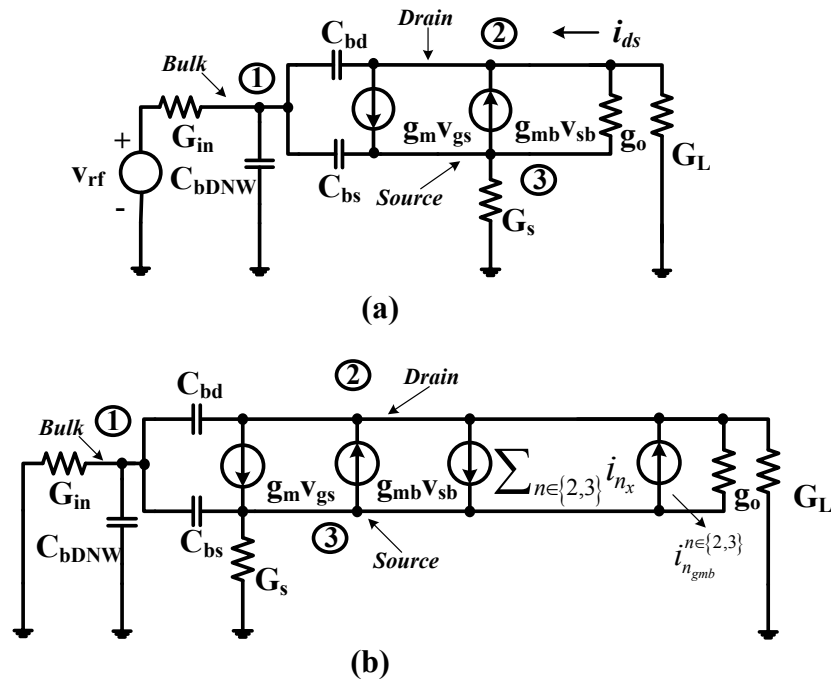 Drain
② i_ds
C_bd
Bulk
①
+
G_in
v_rf
-
C_bDNW
g_m v_gs
g_mb v_sb
g_o
G_L
C_bs
Source
③
G_s
(a)
②
Drain
C_bd
①
Bulk
G_in
C_bDNW
g_m v_gs
g_mb v_sb
∑_{n∈{2,3}} i_{n_x}
g_o
G_L
C_bs
③
Source
G_s
i_{n_{gmb}}^{n∈{2,3}}
(b)